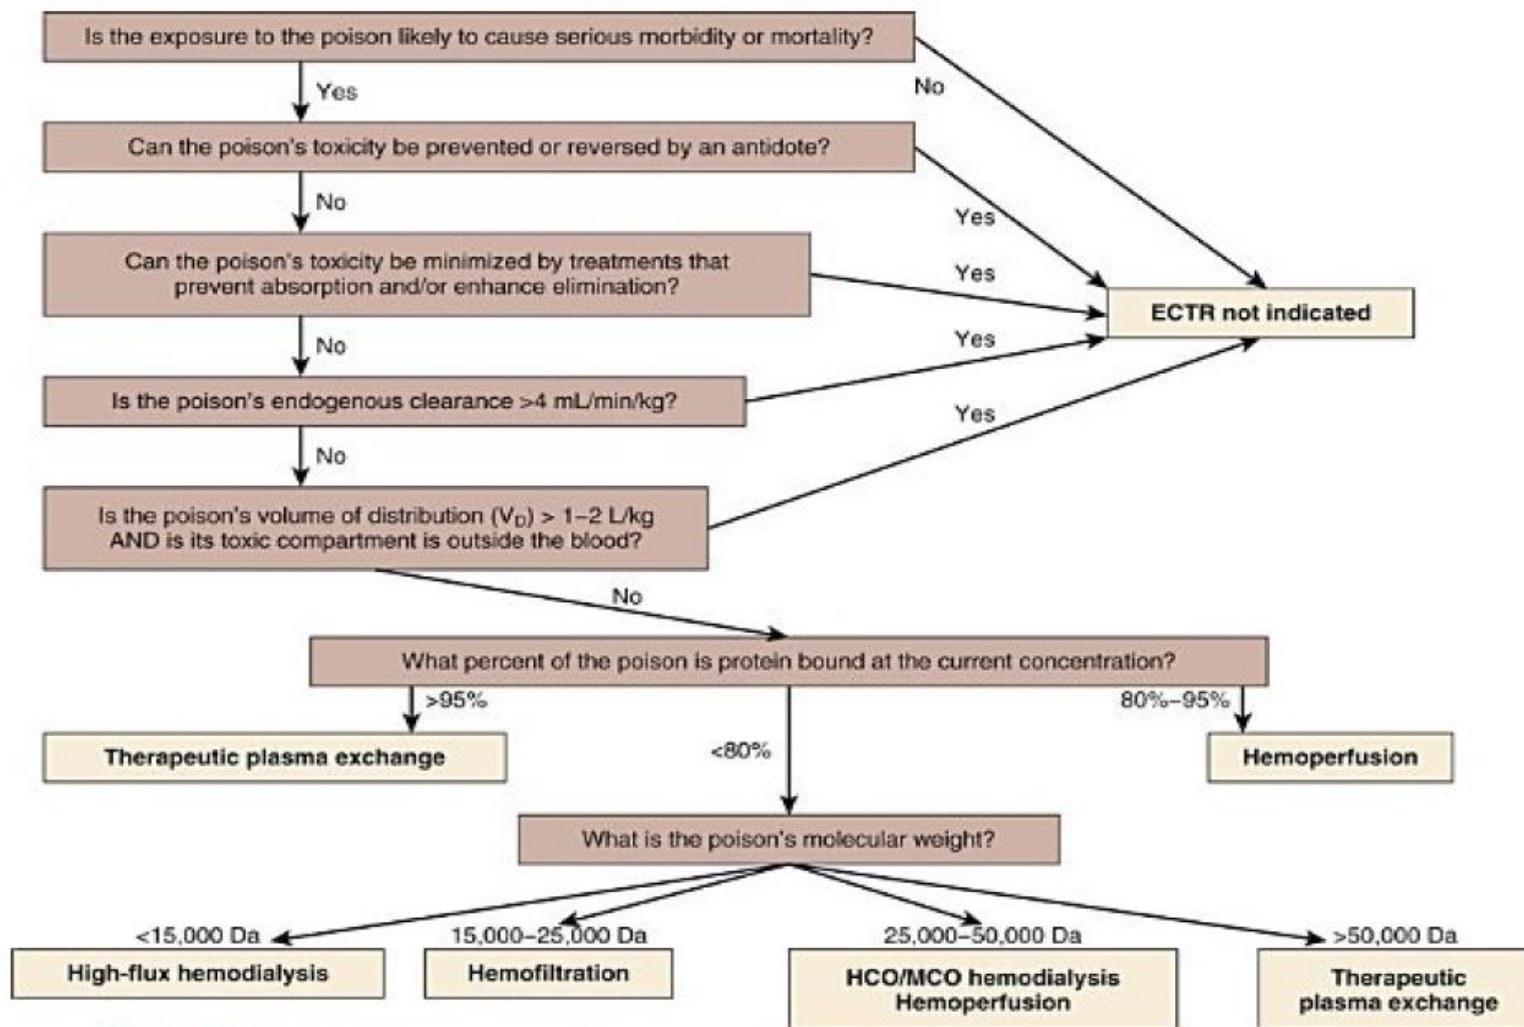 Is the exposure to the poison likely to cause serious morbidity or mortality?
No
Yes
Can the poison's toxicity be prevented or reversed by an antidote?
No
Yes
Can the poison's toxicity be minimized by treatments that
prevent absorption and/or enhance elimination?
Yes
ECTR not indicated
No
Yes
Is the poison's endogenous clearance >4 mL/min/kg?
Yes
No
Is the poison's volume of distribution (VD) > 1–2 L/kg
AND is its toxic compartment is outside the blood?
No
What percent of the poison is protein bound at the current concentration?
>95%
80%–95%
<80%
Therapeutic plasma exchange
Hemoperfusion
What is the poison's molecular weight?
<15,000 Da
15,000–25,000 Da
25,000–50,000 Da
>50,000 Da
High-flux hemodialysis
Hemofiltration
HCO/MCO hemodialysis
Hemoperfusion
Therapeutic
plasma exchange